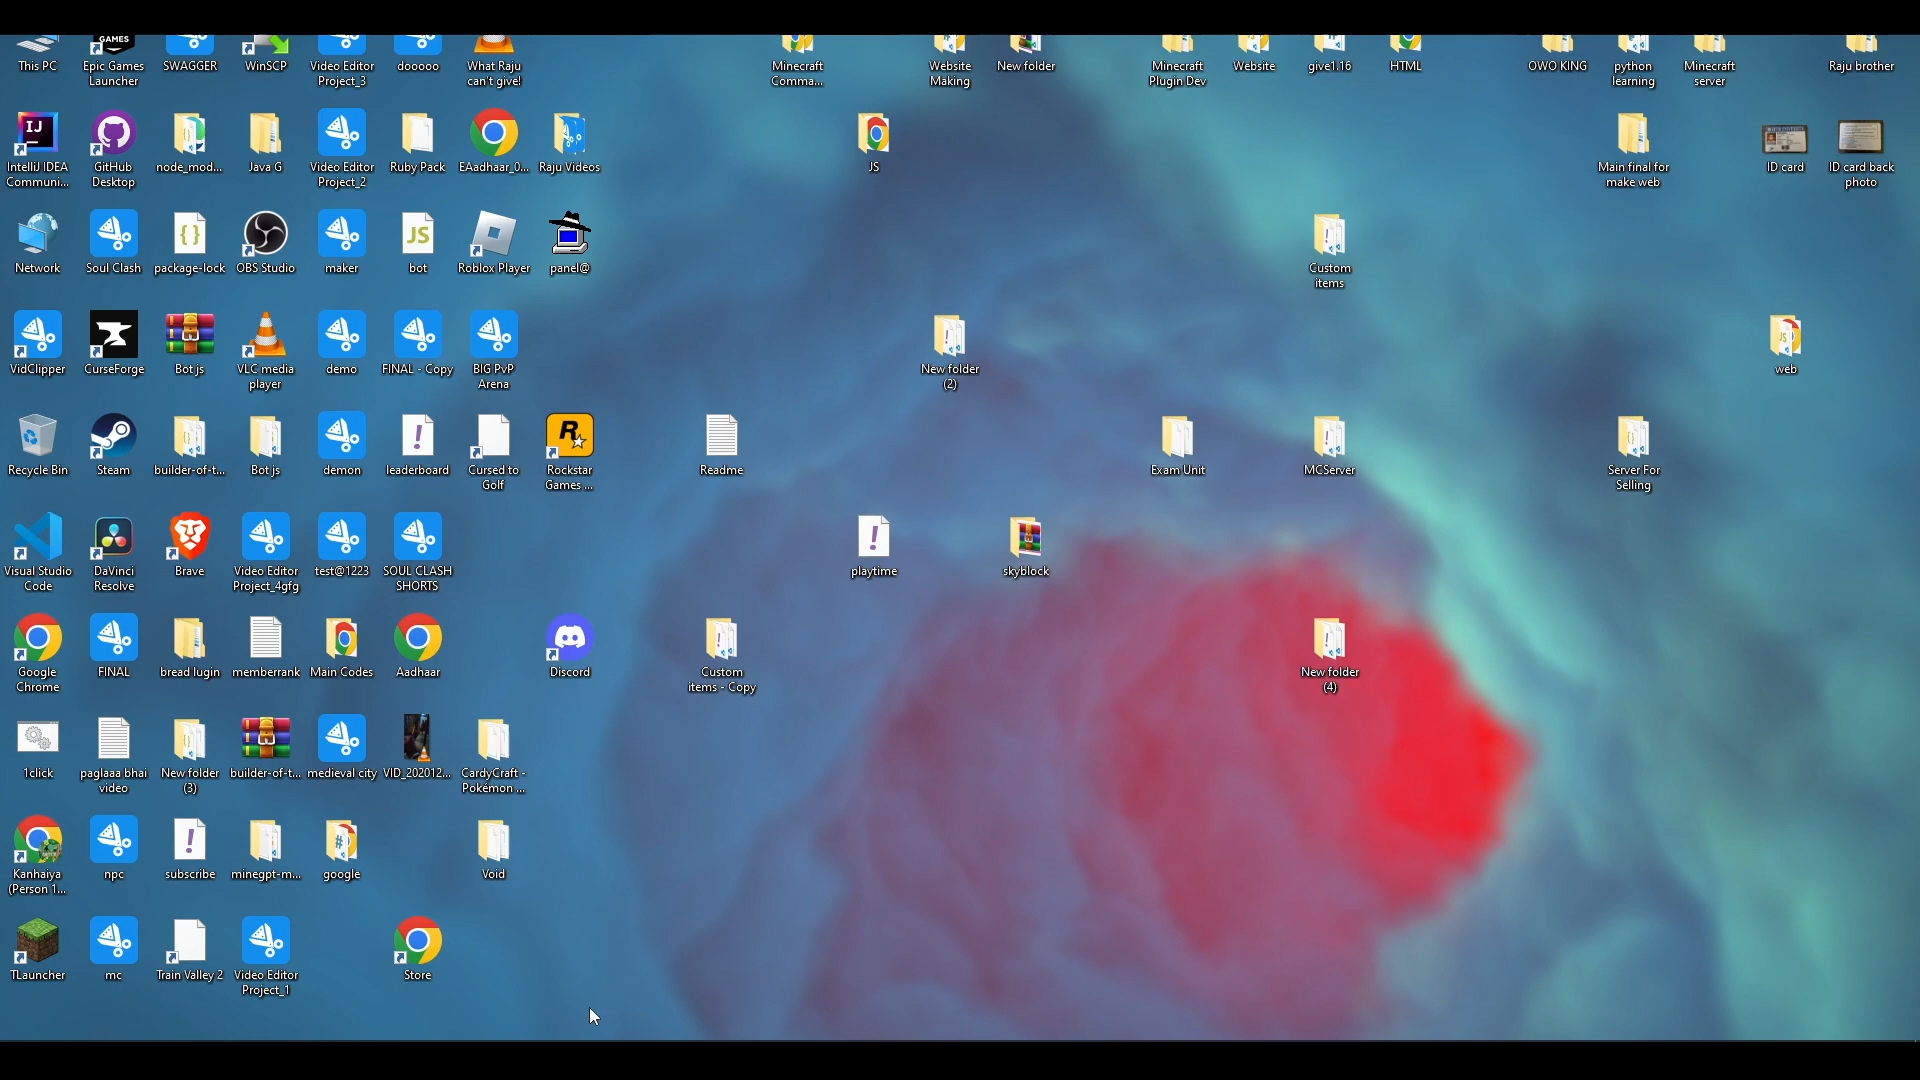 GAMES
This PC
Epic Games
Launcher
SWAGGER
WinSCP
Video Editor
Project_3
dooooo
What Raju
can't give!
Minecraft
Comma...
Website
Making
New folder
Minecraft
Plugin Dev
Website
give1.16
HTML
OWO KING
python
learning
Minecraft
server
Raju brother
IJ
IntelliJ IDEA
Communi...
GitHub
Desktop
node_mod...
Java G
Video Editor
Project_2
Ruby Pack
EAadhaar_0...
Raju Videos
JS
Main final for
make web
ID card
ID card back
photo
Network
Soul Clash
{ }
package-lock
OBS Studio
maker
JS
bot
Roblox Player
panel@
Custom
items
VidClipper
CurseForge
Bot js
VLC media
player
demo
FINAL - Copy
BIG PvP
Arena
New folder
(2)
JS
web
Recycle Bin
Steam
builder-of-t...
Bot js
demon
!
leaderboard
Cursed to
Golf
R
Rockstar
Games ...
Readme
Exam Unit
MCServer
Server For
Selling
Visual Studio
Code
DaVinci
Resolve
Brave
Video Editor
Project_4gfg
test@1223
SOUL CLASH
SHORTS
!
playtime
skyblock
Google
Chrome
FINAL
bread lugin
memberrank
Main Codes
Aadhaar
Discord
Custom
items - Copy
New folder
(4)
1click
paglaaa bhai
video
New folder
(3)
builder-of-t...
medieval city
VID_202012...
CardyCraft -
Pokémon ...
Kanhaiya
(Person 1...
npc
!
subscribe
minegpt-m...
#
google
Void
TLauncher
mc
Train Valley 2
Video Editor
Project_1
Store